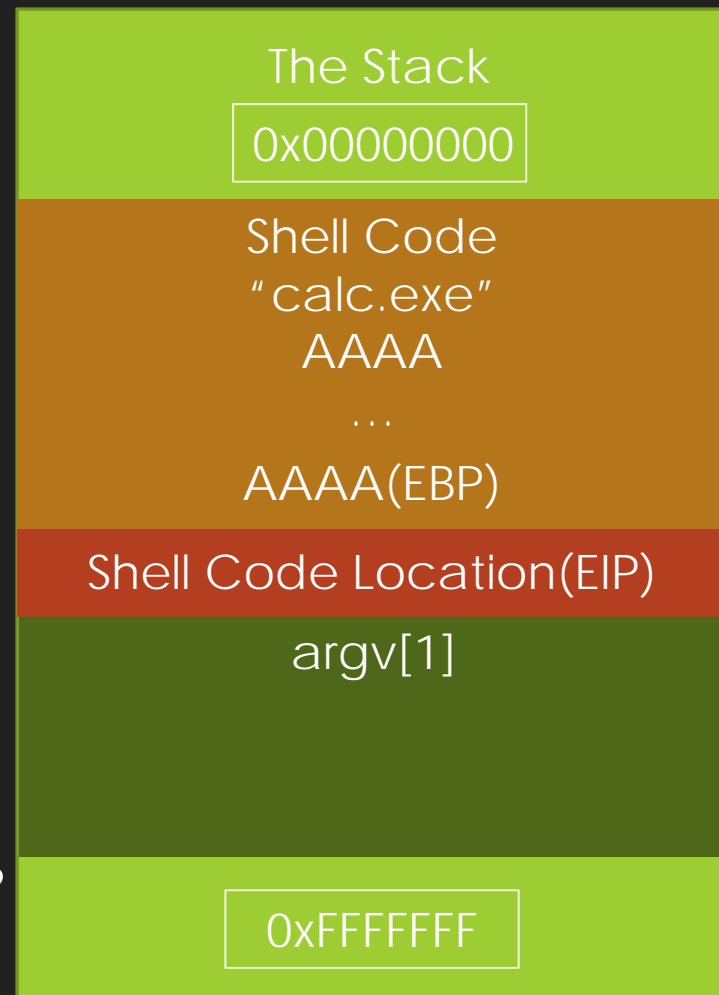 The Stack
0x00000000
Shell Code
“calc.exe”
AAAA
...
AAAA(EBP)
Shell Code Location(EIP)
argv[1]
0xFFFFFFF